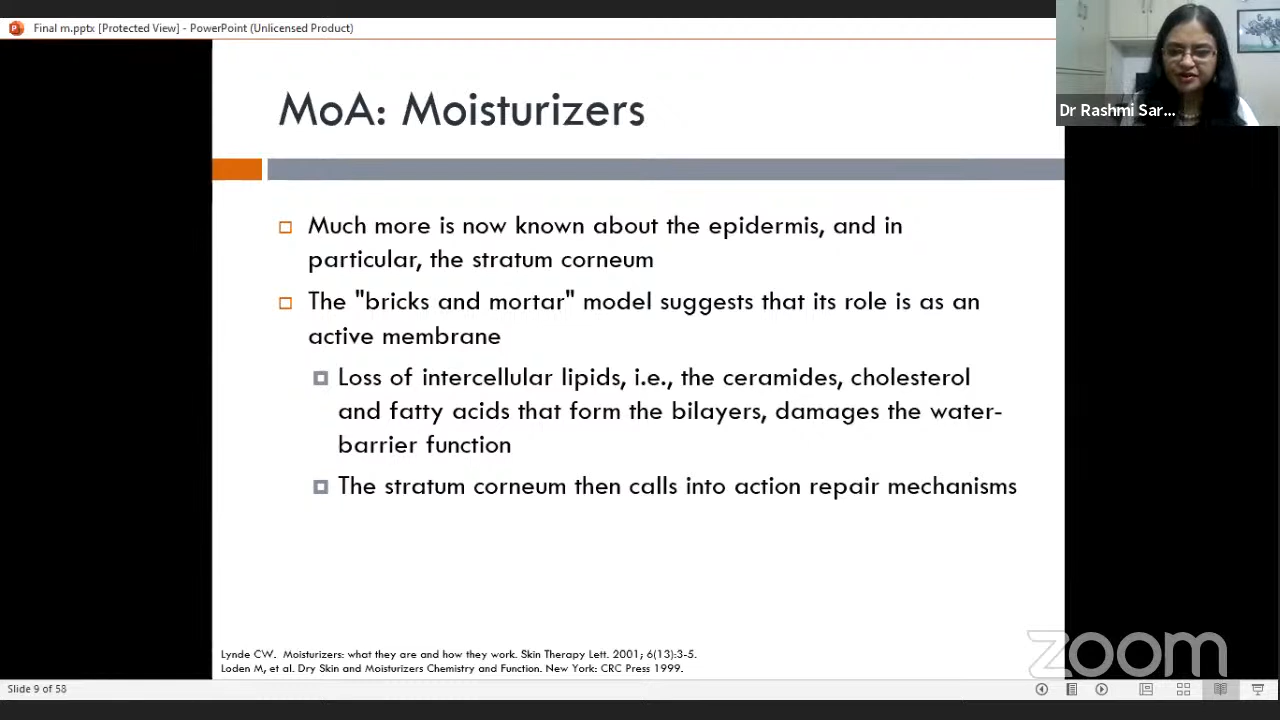 Final m.pptx [Protected View] - PowerPoint (Unlicensed Product)
Dr Rashmi Sar...
MoA: Moisturizers
Much more is now known about the epidermis, and in
particular, the stratum corneum
The "bricks and mortar" model suggests that its role is as an
active membrane
Loss of intercellular lipids, i.e., the ceramides, cholesterol
and fatty acids that form the bilayers, damages the water-
barrier function
The stratum corneum then calls into action repair mechanisms
Lynde CW. Moisturizers: what they are and how they work. Skin Therapy Lett. 2001; 6(13):3-5.
Loden M, et al. Dry Skin and Moisturizers Chemistry and Function. New York: CRC Press 1999.
zoom
Slide 9 of 58